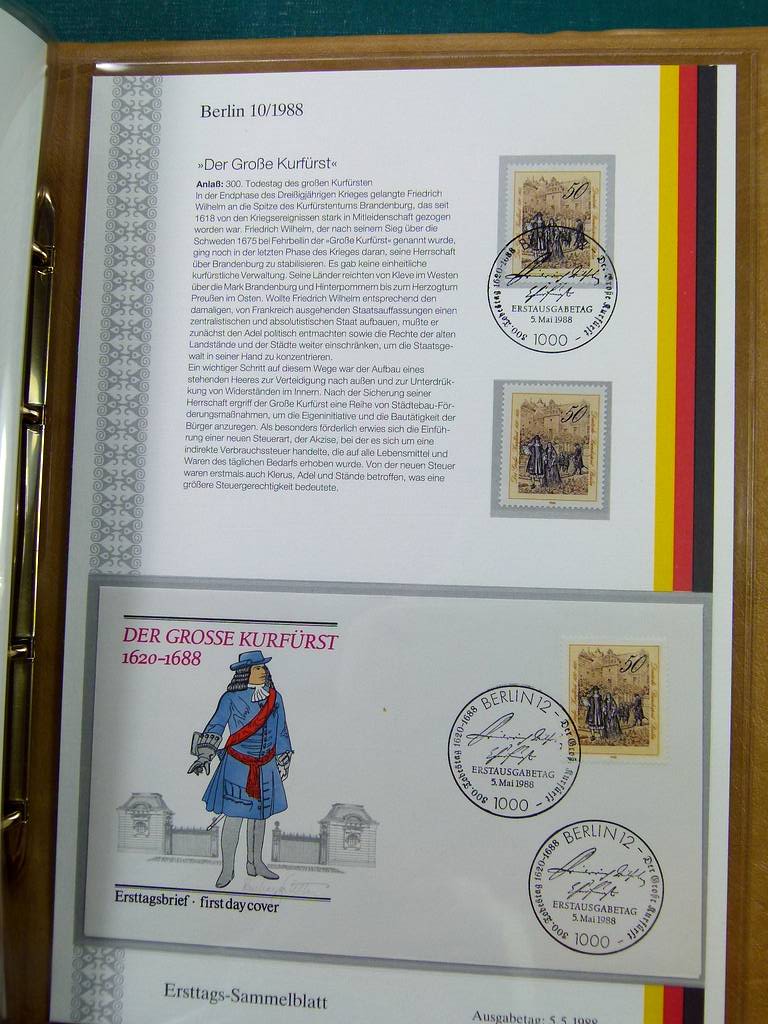 Berlin 10/1988
»Der Große Kurfürst«
Anlaß: 300. Todestag des großen Kurfürsten
In der Endphase des Dreißigjährigen Krieges gelangte Friedrich
Wilhelm an die Spitze des Kurfürstentums Brandenburg, das seit
1618 von den Kriegsereignissen stark in Mitleidenschaft gezogen
worden war. Friedrich Wilhelm, der nach seinem Sieg über die
Schweden 1675 bei Fehrbellin der »Große Kurfürst« genannt wurde,
ging noch in der letzten Phase des Krieges daran, seine Herrschaft
über Brandenburg zu stabilisieren. Es gab keine einheitliche
kurfürstliche Verwaltung. Seine Länder reichten von Kleve im Westen
über die Mark Brandenburg und Hinterpommern bis zum Herzogtum
Preußen im Osten. Wollte Friedrich Wilhelm entsprechend den
damaligen, von Frankreich ausgehenden Staatsauffassungen einen
zentralistischen und absolutistischen Staat aufbauen, mußte er
zunächst den Adel politisch entmachten sowie die Rechte der alten
Landstände und der Städte weiter einschränken, um die Staatsge-
walt in seiner Hand zu konzentrieren.
Ein wichtiger Schritt auf diesem Wege war der Aufbau eines
stehenden Heeres zur Verteidigung nach außen und zur Unterdrük-
kung von Widerständen im Innern. Nach der Sicherung seiner
Herrschaft ergriff der Große Kurfürst eine Reihe von Städtebau-För-
derungsmaßnahmen, um die Eigeninitiative und die Bautätigkeit der
Bürger anzuregen. Als besonders förderlich erwies sich die Einfüh-
rung einer neuen Steuerart, der Akzise, bei der es sich um eine
indirekte Verbrauchssteuer handelte, die auf alle Lebensmittel und
Waren des täglichen Bedarfs erhoben wurde. Von der neuen Steuer
waren erstmals auch Klerus, Adel und Stände betroffen, was eine
größere Steuergerechtigkeit bedeutete.
50
300. Todestag 1620-1688
Der Große Kurfürst
ERSTAUSGABETAG
5. Mai 1988
1000
50
DER GROSSE KURFÜRST
1620-1688
Ersttagsbrief · first day cover
50
BERLIN 12
300. Todestag 1620-1688
Der Große Kurfürst
ERSTAUSGABETAG
5. Mai 1988
1000
BERLIN 12
300. Todestag 1620-1688
Der Große Kurfürst
ERSTAUSGABETAG
5. Mai 1988
1000
Ersttags-Sammelblatt
Ausgabetag: 5.5.1988